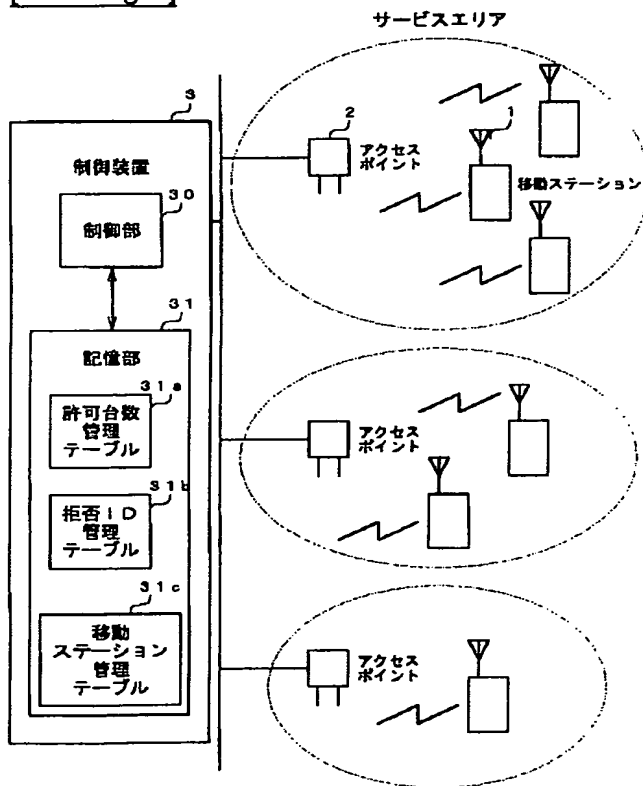 サービスエリア
3
制御装置
30
制御部
31
記憶部
31a
許可台数
管理
テーブル
31b
拒否ID
管理
テーブル
31c
移動
ステーション
管理
テーブル
2
アクセス
ポイント
1
移動ステーション
アクセス
ポイント
アクセス
ポイント